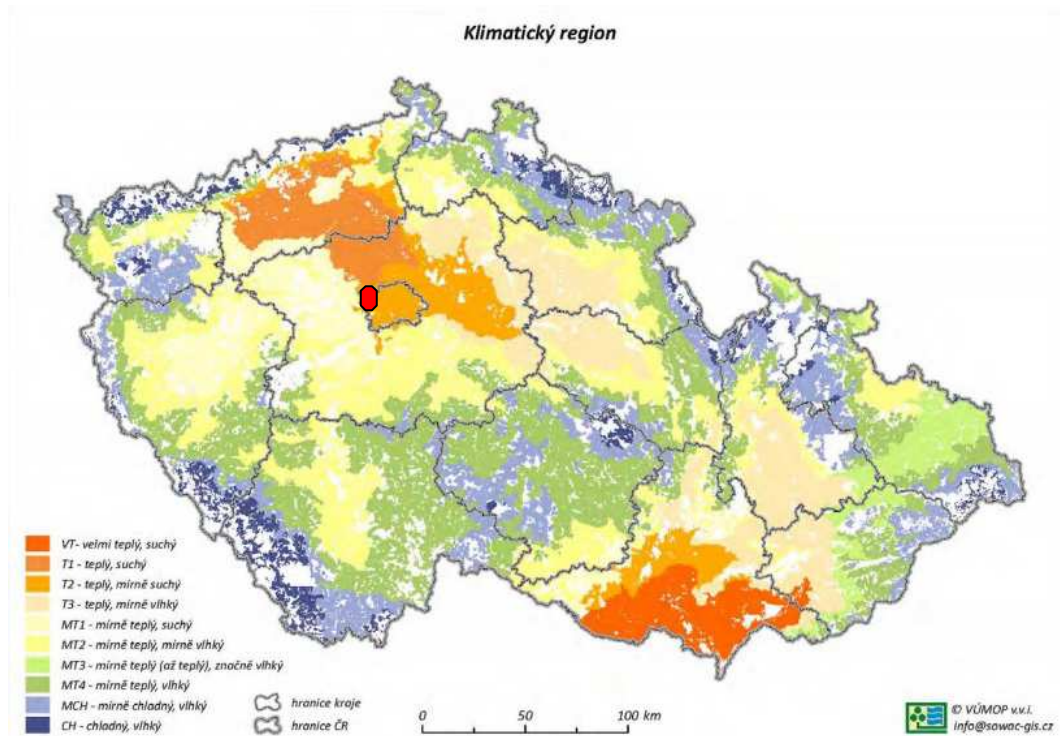 Klimatický region
VT- velmi teplý, suchý
T1 - teplý, suchý
T2 - teplý, mírně suchý
T3 - teplý, mírně vlhký
MT1 - mírně teplý, suchý
MT2 - mírně teplý, mírně vlhký
MT3 - mírně teplý (až teplý), značně vlhký
MT4 - mírně teplý, vlhký
MCH - mírně chladný, vlhký
CH - chladný, vlhký
hranice kraje
hranice ČR
0 50 100 km
© VÚMOP v.v.i.
info@sowac-gis.cz